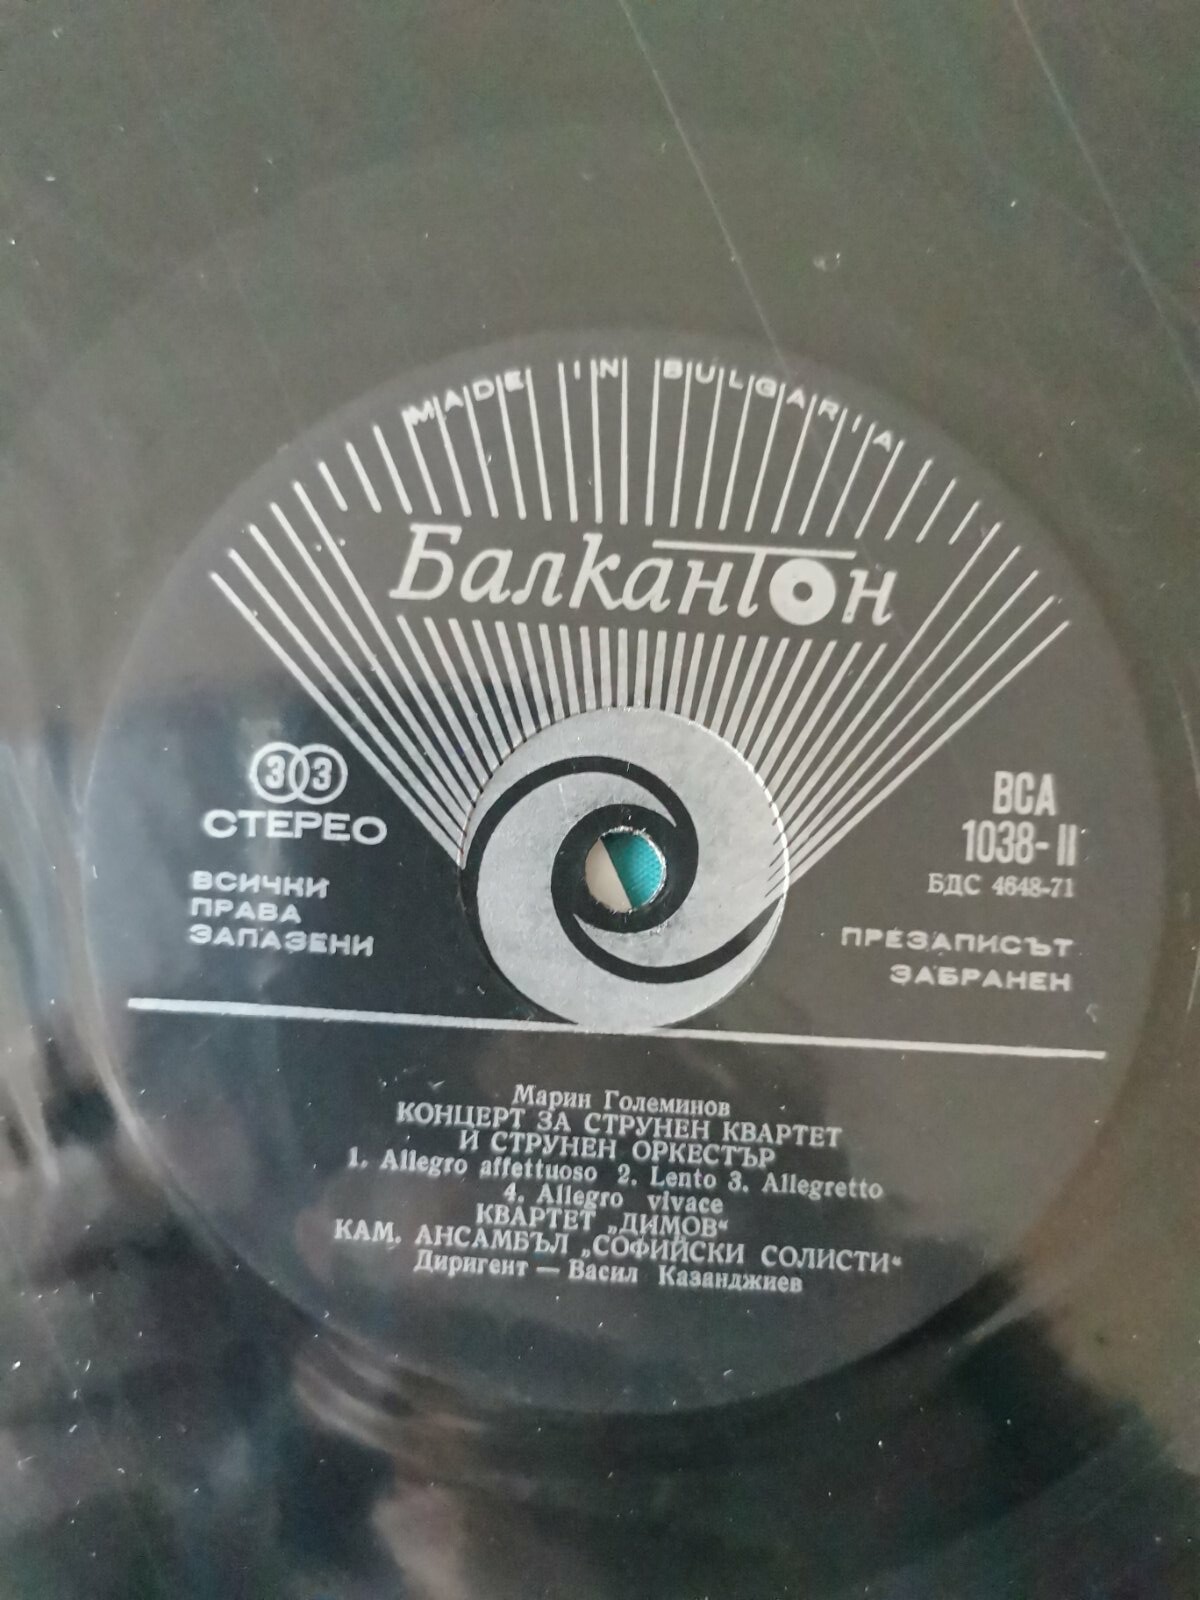 MADE IN BULGARIA
Балкантон
33
СТЕРЕО
ВСИЧКИ
ПРАВА
ЗАПАЗЕНИ
ВСА
1038-II
БДС 4648-71
ПРЕЗАПИСЪТ
ЗАБРАНЕН
Марин Големинов
КОНЦЕРТ ЗА СТРУНЕН КВАРТЕТ
И СТРУНЕН ОРКЕСТЪР
1. Allegro affettuoso 2. Lento 3. Allegretto
4. Allegro vivace
КВАРТЕТ „ДИМОВ“
КАМ. АНСАМБЪЛ „СОФИЙСКИ СОЛИСТИ“
Диригент — Васил Казанджиев